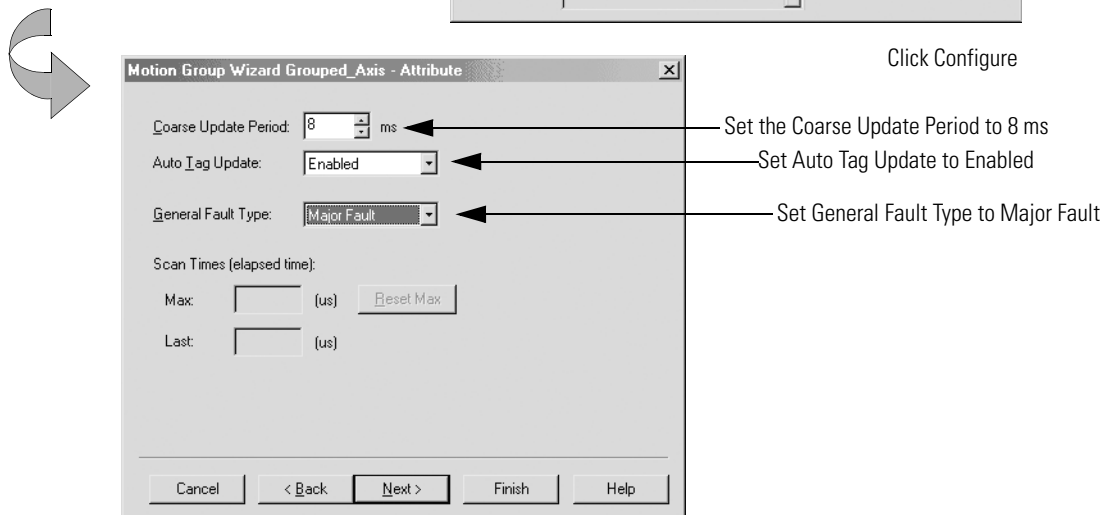 Click Configure
Motion Group Wizard Grouped_Axis - Attribute
Coarse Update Period: 8 ms
Set the Coarse Update Period to 8 ms
Auto Tag Update: Enabled
Set Auto Tag Update to Enabled
General Fault Type: Major Fault
Set General Fault Type to Major Fault
Scan Times (elapsed time):
Max: (us) Reset Max
Last: (us)
Cancel < Back Next > Finish Help